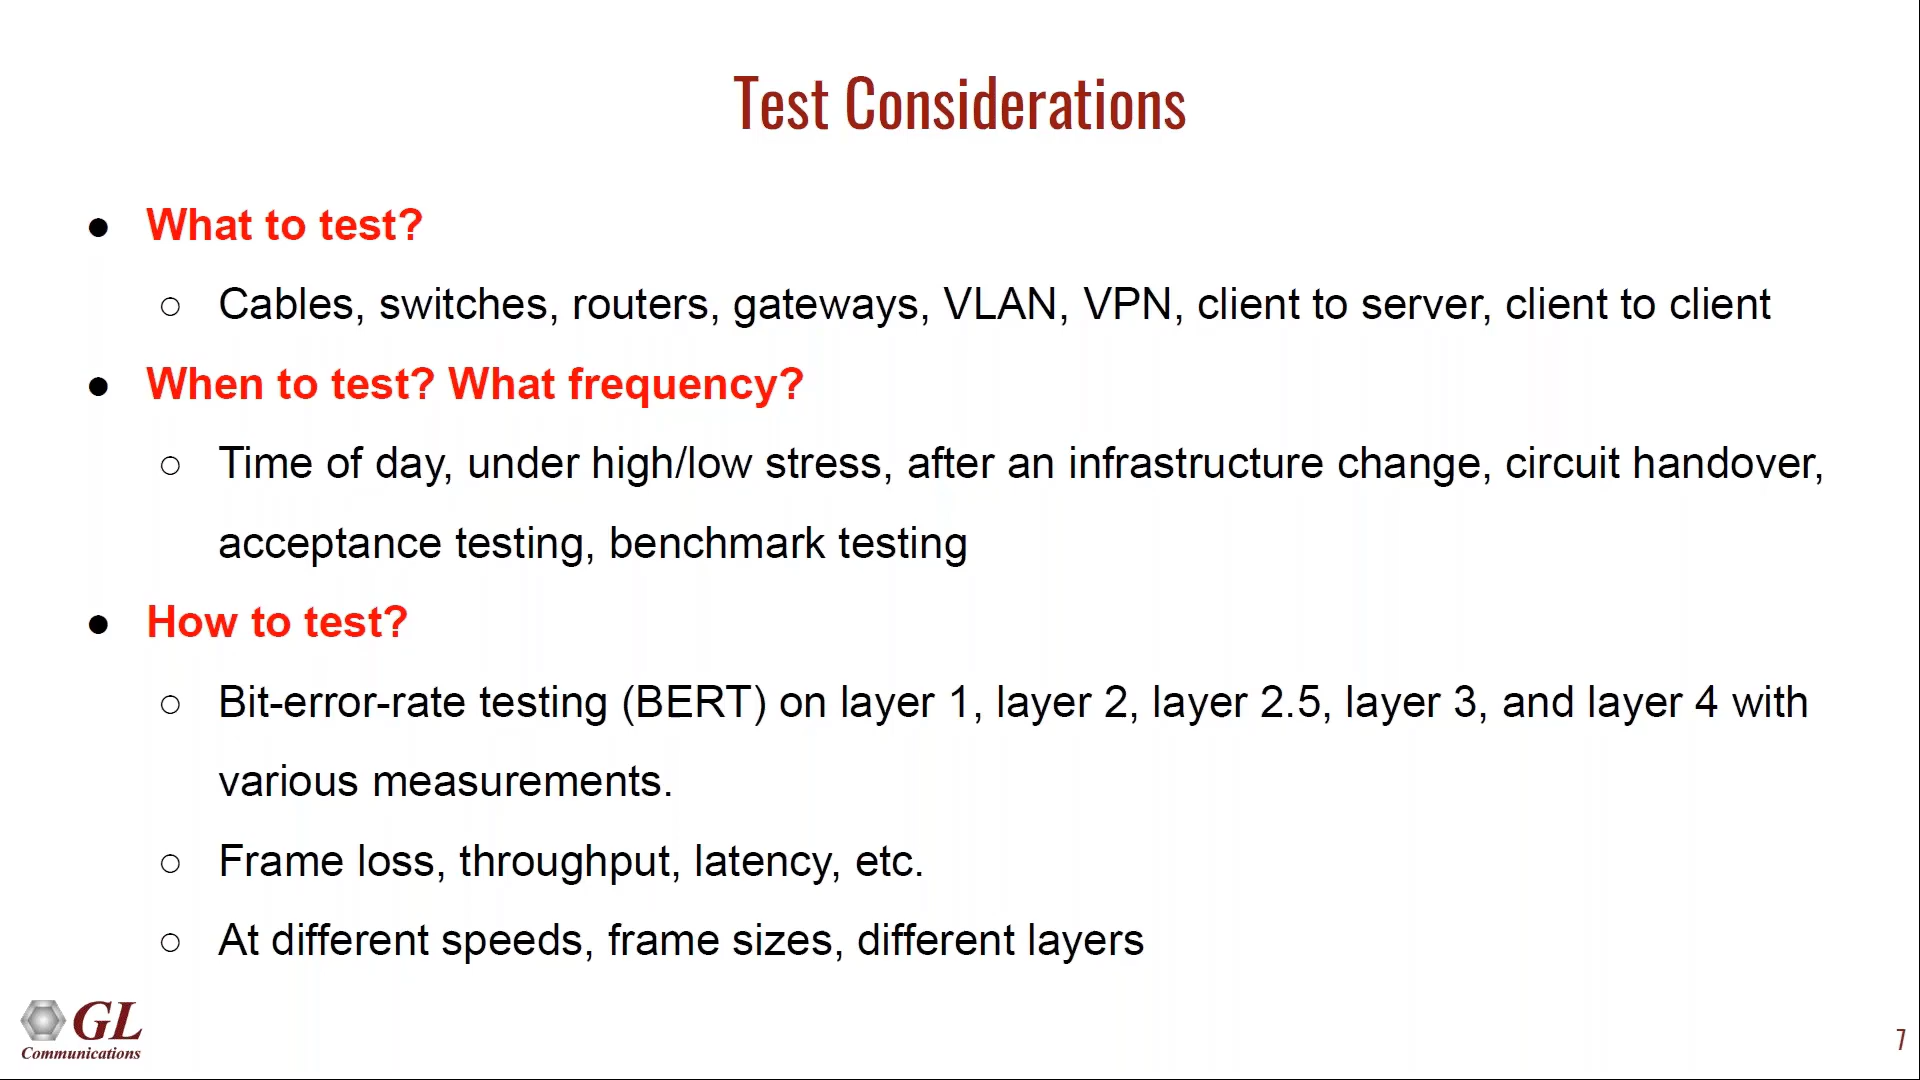 Test Considerations
● What to test?
○ Cables, switches, routers, gateways, VLAN, VPN, client to server, client to client
● When to test? What frequency?
○ Time of day, under high/low stress, after an infrastructure change, circuit handover,
acceptance testing, benchmark testing
● How to test?
○ Bit-error-rate testing (BERT) on layer 1, layer 2, layer 2.5, layer 3, and layer 4 with
various measurements.
○ Frame loss, throughput, latency, etc.
○ At different speeds, frame sizes, different layers
GL
Communications
7